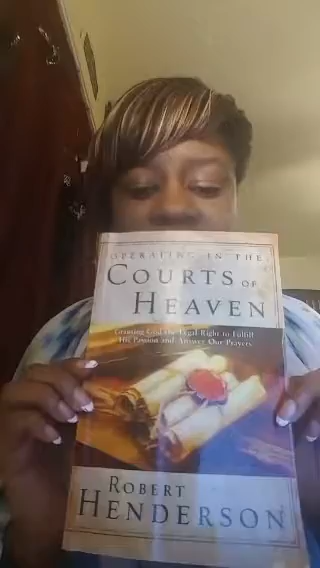 OPERATING IN THE
COURTS OF
HEAVEN
Granting God the Legal Right to Fulfill
His Passion and Answer Our Prayers
ROBERT
HENDERSON